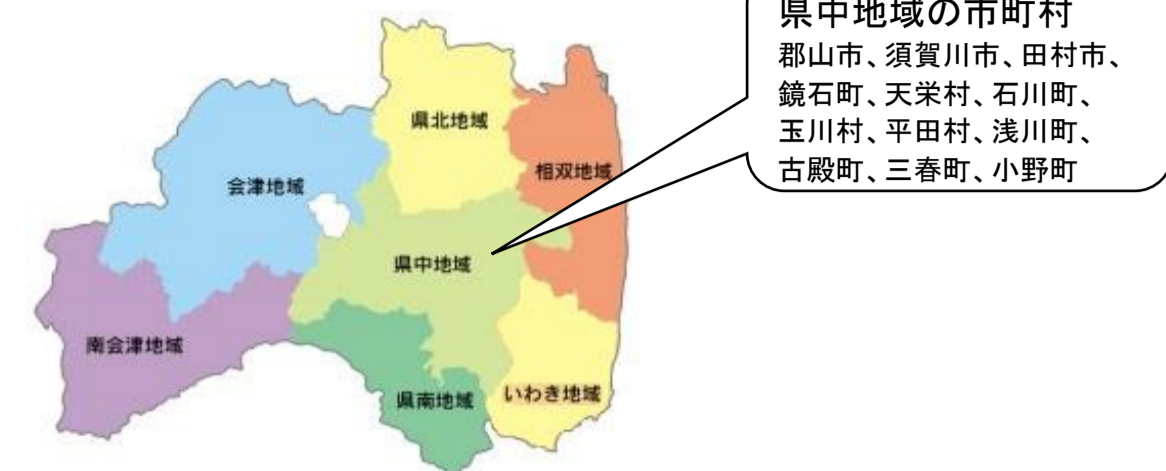 県中地域の市町村
郡山市、須賀川市、田村市、
鏡石町、天栄村、石川町、
玉川村、平田村、浅川町、
古殿町、三春町、小野町
県北地域
相双地域
会津地域
県中地域
南会津地域
県南地域
いわき地域